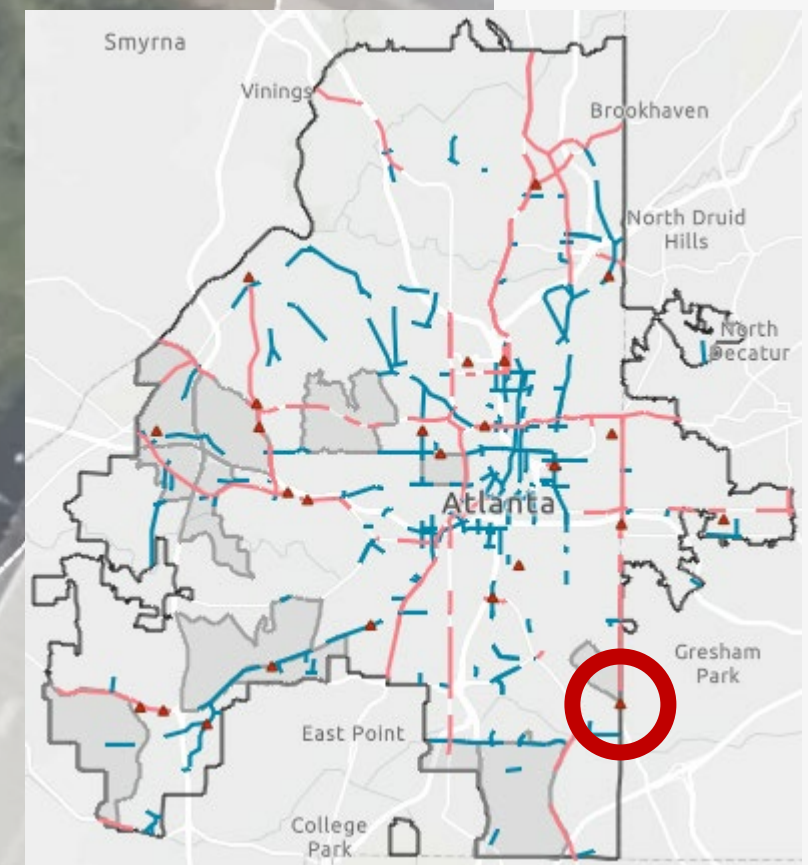 Smyrna
Vinings
Brookhaven
North Druid
Hills
North
Decatur
Atlanta
Gresham
Park
East Point
College
Park